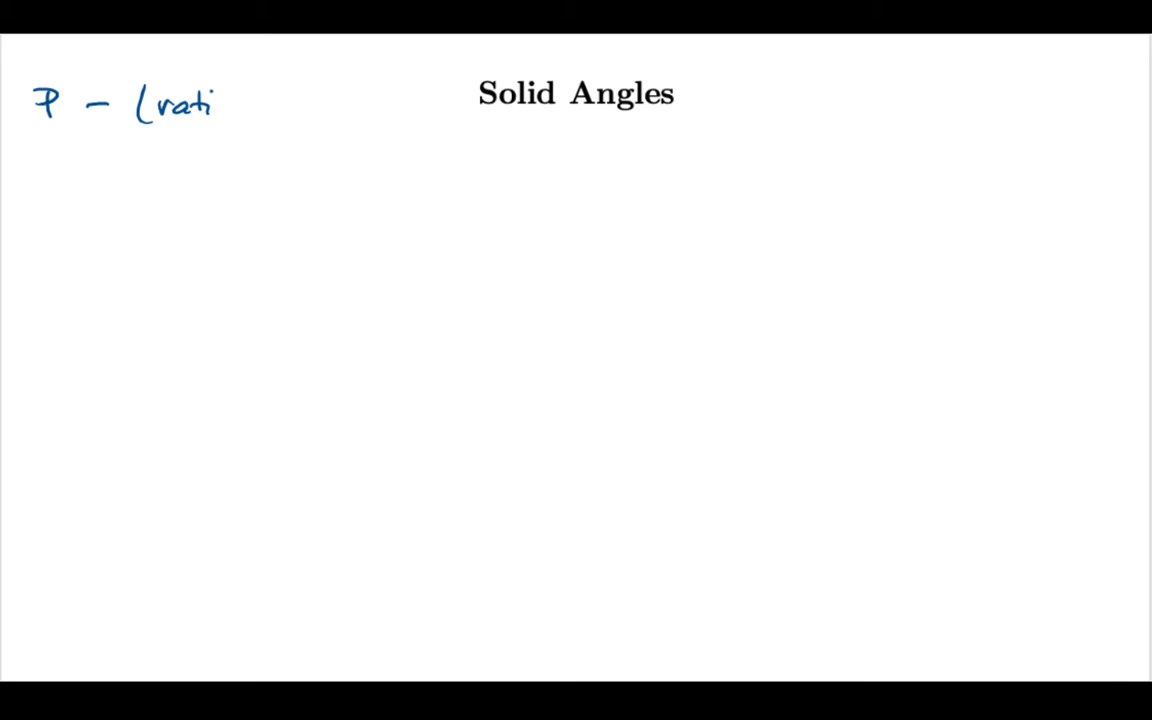 Solid Angles
P – (rati